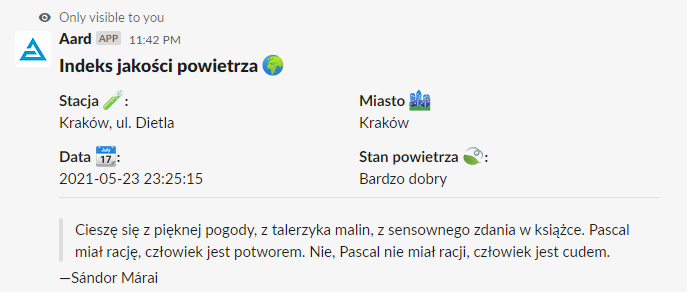 Only visible to you
Aard APP 11:42 PM
Indeks jakości powietrza
Stacja :
Kraków, ul. Dietla
Miasto
Kraków
Data :
JULY 17
2021-05-23 23:25:15
Stan powietrza :
Bardzo dobry
Cieszę się z pięknej pogody, z talerzyka malin, z sensownego zdania w książce. Pascal
miał rację, człowiek jest potworem. Nie, Pascal nie miał racji, człowiek jest cudem.
—Sándor Márai